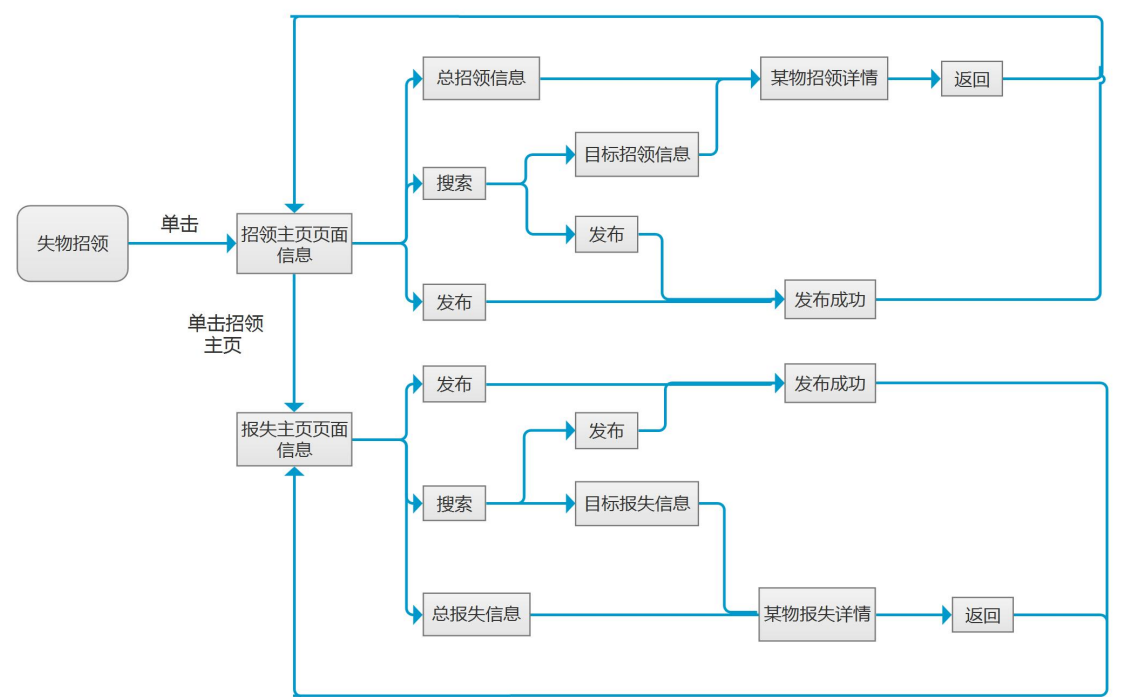 总招领信息
某物招领详情
返回
目标招领信息
搜索
单击
失物招领
招领主页页面
信息
发布
发布
发布成功
单击招领
主页
发布
发布成功
报失主页页面
信息
发布
搜索
目标报失信息
总报失信息
某物报失详情
返回